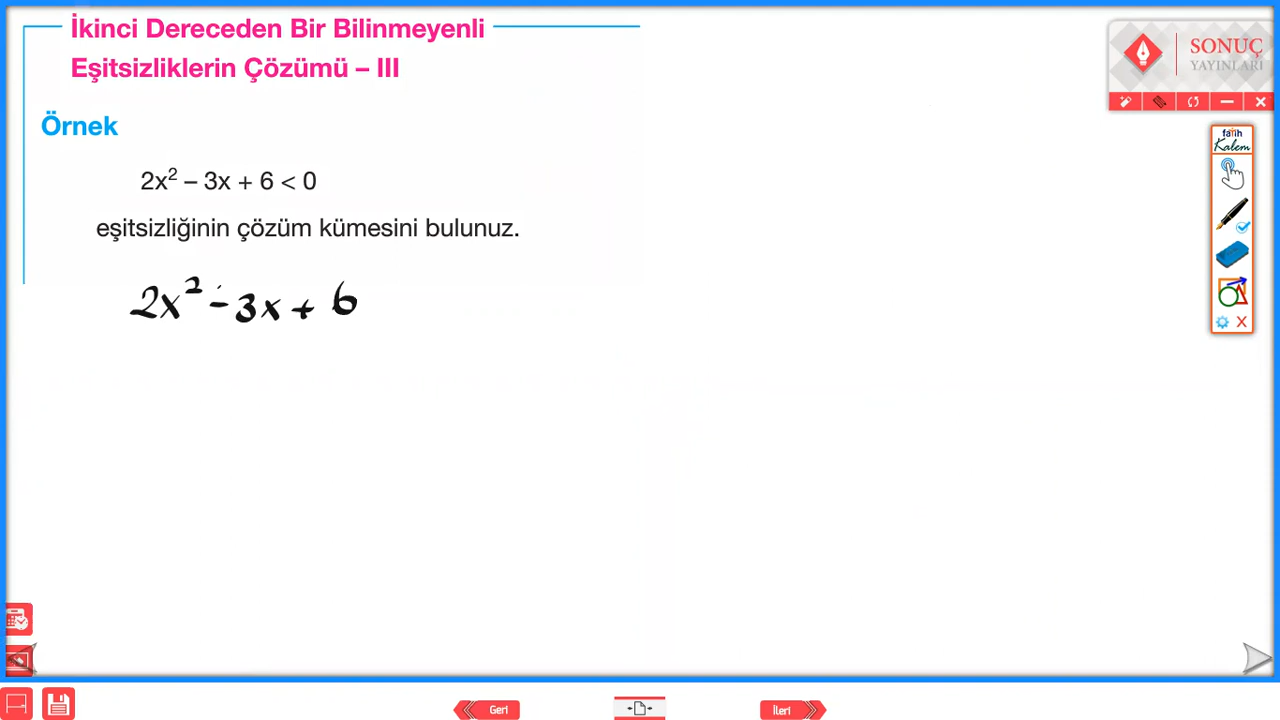 İkinci Dereceden Bir Bilinmeyenli
Eşitsizliklerin Çözümü – III
Örnek
2x² – 3x + 6 < 0
eşitsizliğinin çözüm kümesini bulunuz.
2x² - 3x + 6
SONUÇ
YAYINLARI
fatih
Kalem
Geri
İleri